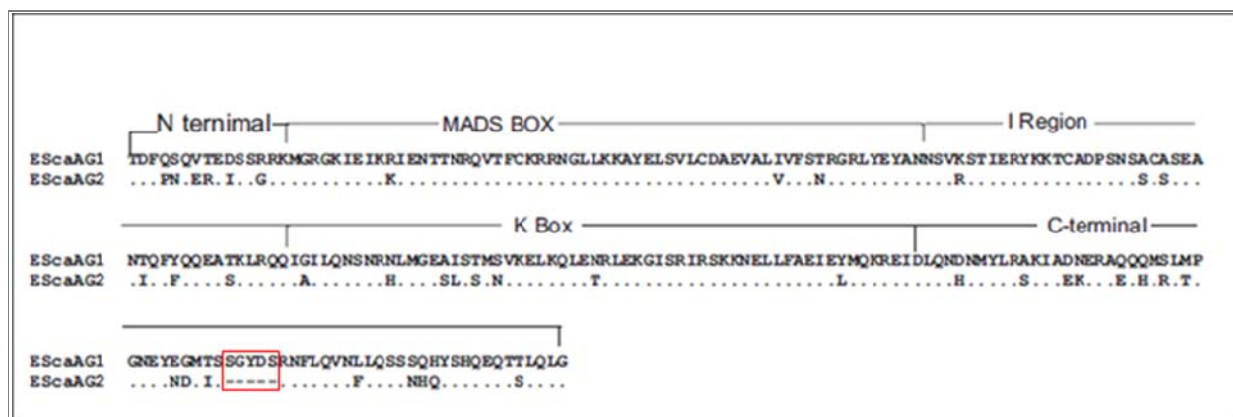 N terninal MADS BOX I Region
EScaAG1 TDFQSQVTEDSSRRKMGRGKIEIKRIENTTNRQVTFCKRRNGLLKKAYELSVLCDAEVALIVFSTRGRLYEYANNSVKSTIERYKKTCADPSNSACASEA
EScaAG2 ...PN.ER.I..G...........K...................................V...N............R................A.S...
K Box C-terminal
EScaAG1 NTQFYQQEATKLRQQIGILQNSNRNLMGEAISTMSVKELKQLENRLEKGISRIRSKKNELLFAEIEYMQKREIDLQNDNMYLRAKIADNERAQQQMSLMP
EScaAG2 .I..F....S......A.......H....SL.S.N.........T......................L..........H.....S...EK...E.H.R.T.
EScaAG1 GNEYEGMTSSGYDSRNFLQVNLLQSSSQHYSHQEQTTLQLG
EScaAG2 ....ND.I.-----.......F....NHQ.......S....